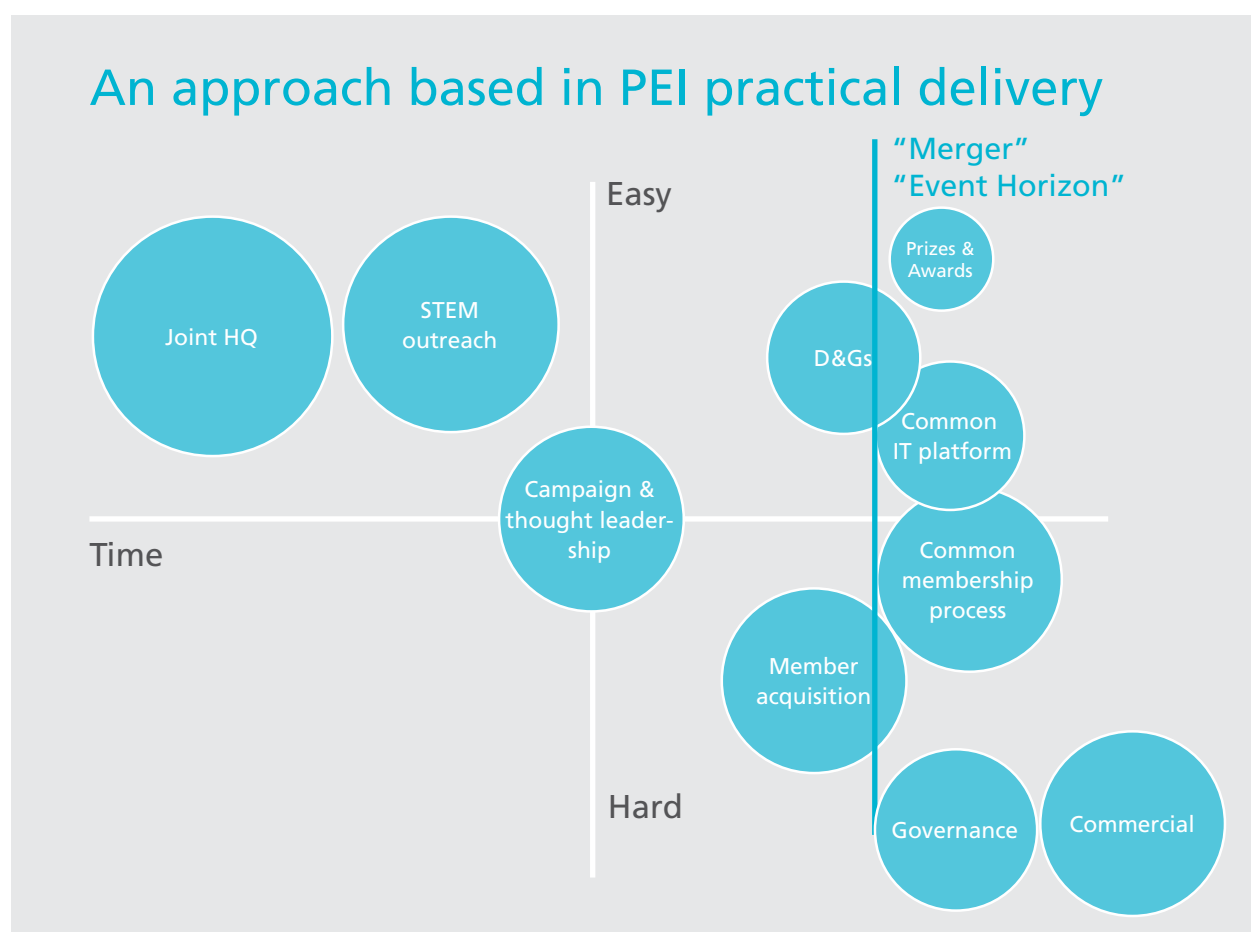 An approach based in PEI practical delivery
“Merger”
“Event Horizon”
Easy
Prizes &
Awards
STEM
outreach
Joint HQ
D&Gs
Common
IT platform
Campaign &
thought leader-
ship
Time
Common
membership
process
Member
acquisition
Hard
Governance
Commercial